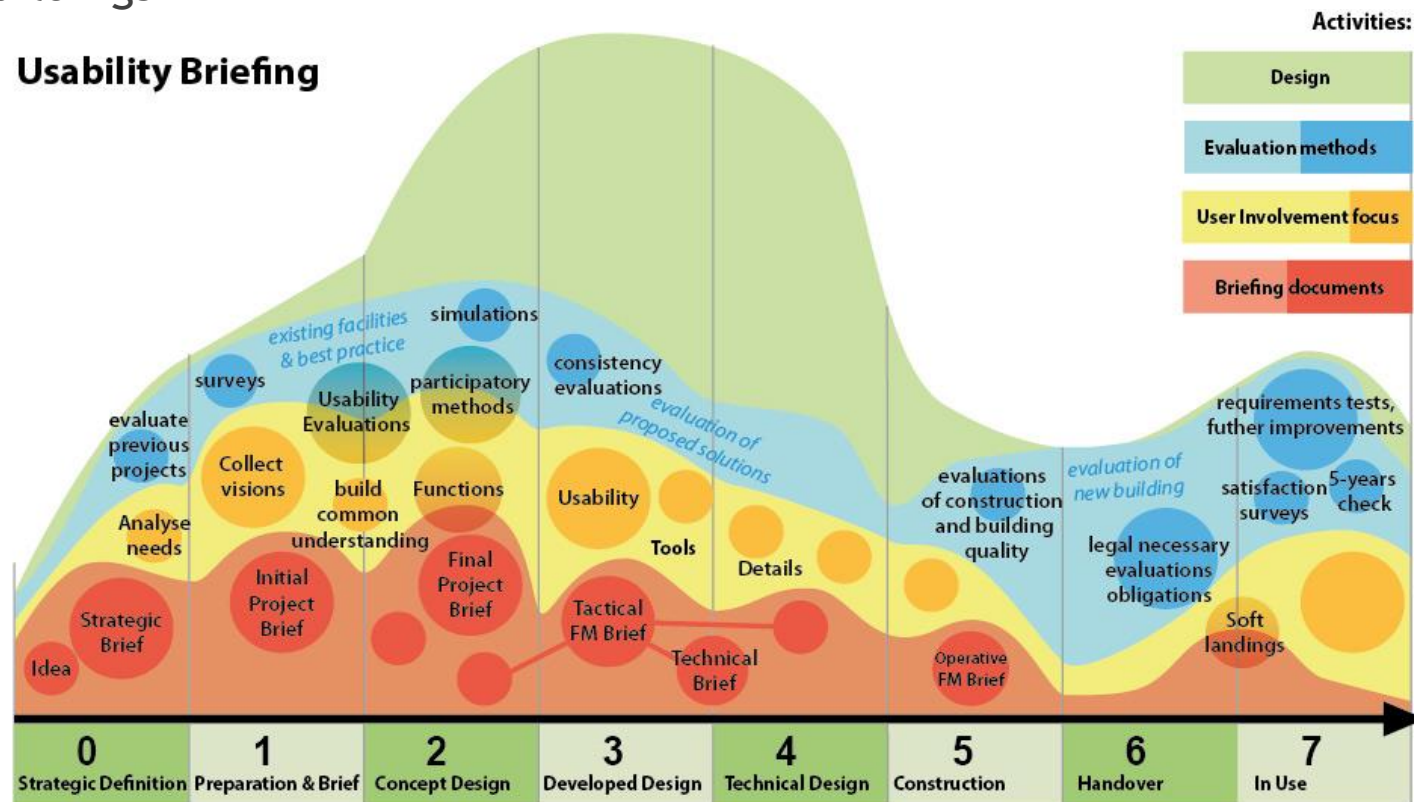 Usability Briefing
Activities:
Design
Evaluation methods
User Involvement focus
Briefing documents
existing facilities
& best practice
simulations
surveys
Usability
Evaluations
participatory
methods
consistency
evaluations
evaluation of
proposed solutions
evaluate
previous
projects
Collect
visions
build
common
understanding
Functions
Usability
Tools
Details
Analyse
needs
evaluations
of construction
and building
quality
evaluation of
new building
legal necessary
evaluations
obligations
requirements tests,
futher improvements
satisfaction
surveys
5-years
check
Soft
landings
Idea
Strategic
Brief
Initial
Project
Brief
Final
Project
Brief
Tactical
FM Brief
Technical
Brief
Operative
FM Brief
0
Strategic Definition
1
Preparation & Brief
2
Concept Design
3
Developed Design
4
Technical Design
5
Construction
6
Handover
7
In Use